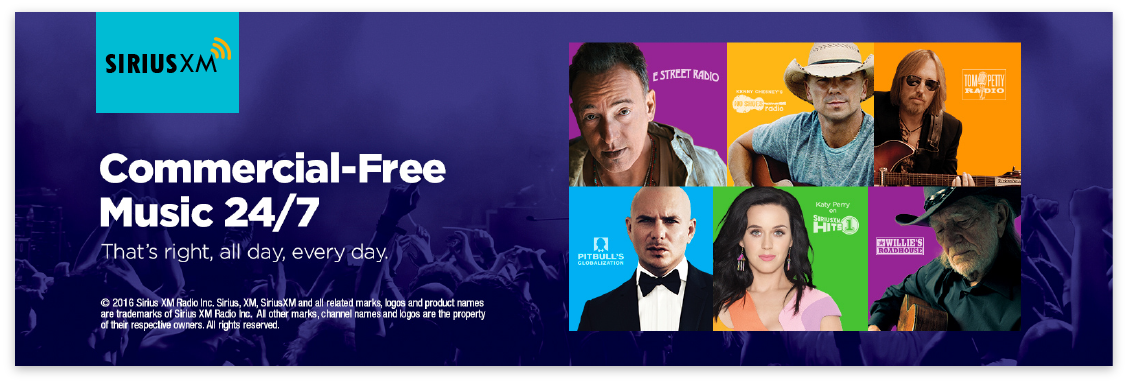 SIRIUSXM
Commercial-Free
Music 24/7
That's right, all day, every day.
© 2016 Sirius XM Radio Inc. Sirius, XM, SiriusXM and all related marks, logos and product names
are trademarks of Sirius XM Radio Inc. All other marks, channel names and logos are the property
of their respective owners. All rights reserved.
E STREET RADIO
KENNY CHESNEY'S
radio
TOM PETTY
RADIO
PITBULL'S
GLOBALIZATION
Katy Perry
on
SIRIUSXM
HITS 1
WILLIE'S
ROADHOUSE